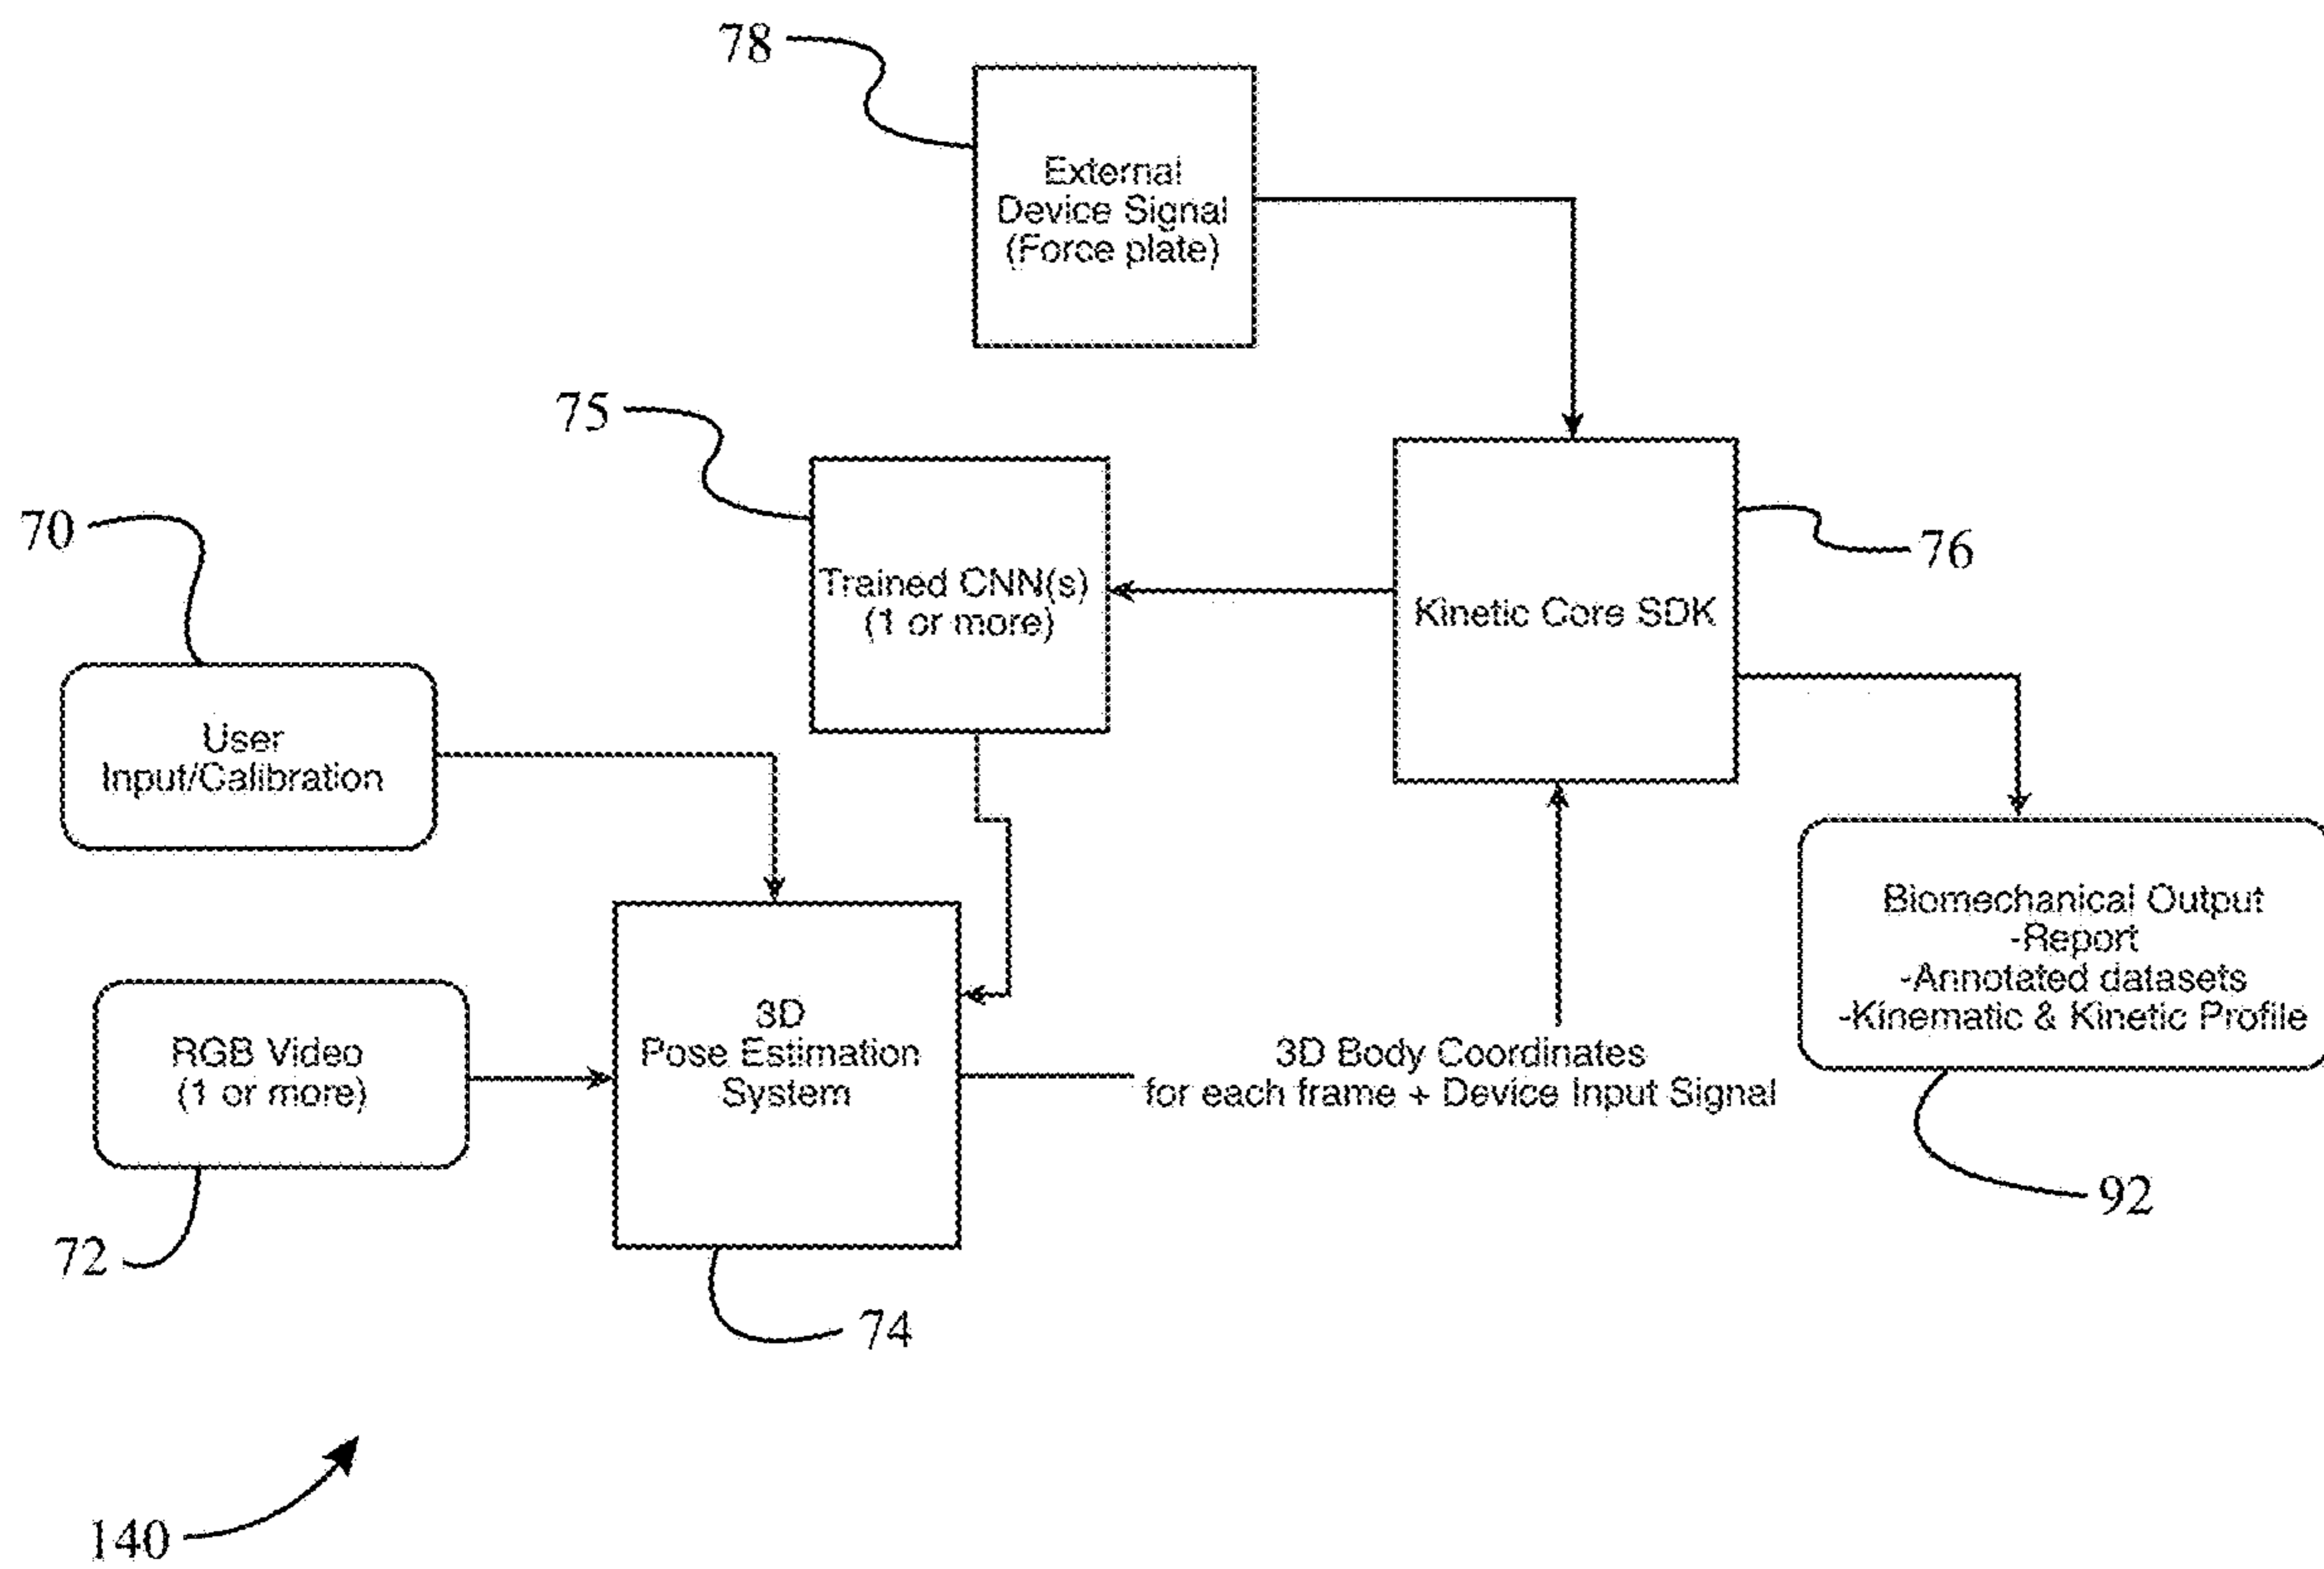 78
External
Device Signal
(Force plate)
75
Trained CNN(s)
(1 or more)
70
User
Input/Calibration
76
Kinetic Core SDK
Biomechanical Output
-Report
-Annotated datasets
-Kinematic & Kinetic Profile
RGB Video
(1 or more)
3D
Pose Estimation
System
3D Body Coordinates
for each frame + Device Input Signal
92
72
74
140